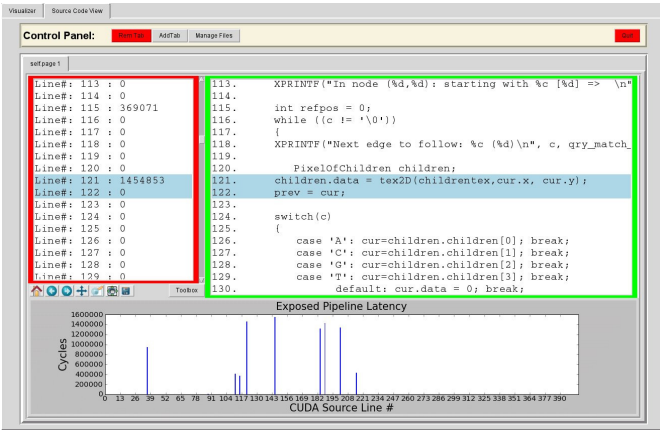 Visualizer Source Code View
Control Panel: Rem Tab AddTab Manage Files Quit
self.page 1
Line#: 113 : 0
Line#: 114 : 0
Line#: 115 : 369071
Line#: 116 : 0
Line#: 117 : 0
Line#: 118 : 0
Line#: 119 : 0
Line#: 120 : 0
Line#: 121 : 1454853
Line#: 122 : 0
Line#: 123 : 0
Line#: 124 : 0
Line#: 125 : 0
Line#: 126 : 0
Line#: 127 : 0
Line#: 128 : 0
Line#: 129 : 0
Toolbox
113. XPRINTF("In node (%d,%d): starting with %c [%d] => \n"
114.
115. int refpos = 0;
116. while ((c != '\0'))
117. {
118. XPRINTF("Next edge to follow: %c (%d)\n", c, qry_match_
119.
120. PixelOfChildren children;
121. children.data = tex2D(childrentex,cur.x, cur.y);
122. prev = cur;
123.
124. switch(c)
125. {
126. case 'A': cur=children.children[0]; break;
127. case 'C': cur=children.children[1]; break;
128. case 'G': cur=children.children[2]; break;
129. case 'T': cur=children.children[3]; break;
130. default: cur.data = 0; break;
Exposed Pipeline Latency
1600000
1400000
1200000
1000000
800000
600000
400000
200000
0
Cycles
0 13 26 39 52 65 78 91 104 117 130 143 156 169 182 195 208 221 234 247 260 273 286 299 312 325 338 351 364 377 390
CUDA Source Line #